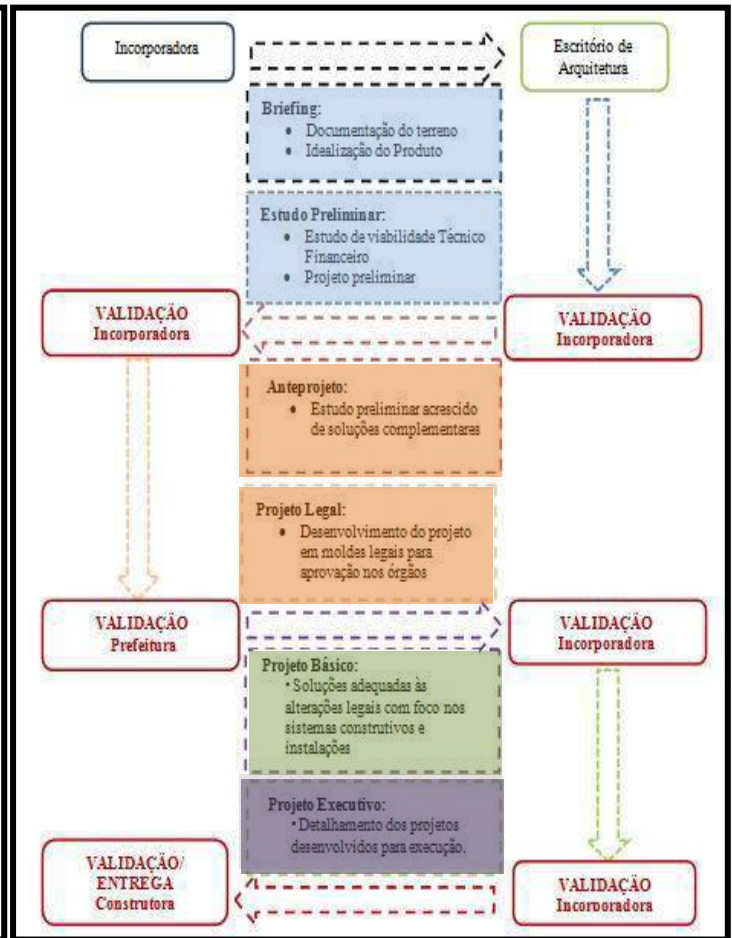 Incorporadora
Escritório de
Arquitetura
Briefing:
• Documentação do terreno
• Idealização do Produto
Estudo Preliminar:
• Estudo de viabilidade Técnico
Financeiro
• Projeto preliminar
VALIDAÇÃO
Incorporadora
VALIDAÇÃO
Incorporadora
Anteprojeto:
• Estudo preliminar acrescido
de soluções complementares
Projeto Legal:
• Desenvolvimento do projeto
em moldes legais para
aprovação nos órgãos
VALIDAÇÃO
Prefeitura
VALIDAÇÃO
Incorporadora
Projeto Básico:
• Soluções adequadas às
alterações legais com foco nos
sistemas construtivos e
instalações
Projeto Executivo:
• Detalhamento dos projetos
desenvolvidos para execução.
VALIDAÇÃO/
ENTREGA
Construtora
VALIDAÇÃO
Incorporadora